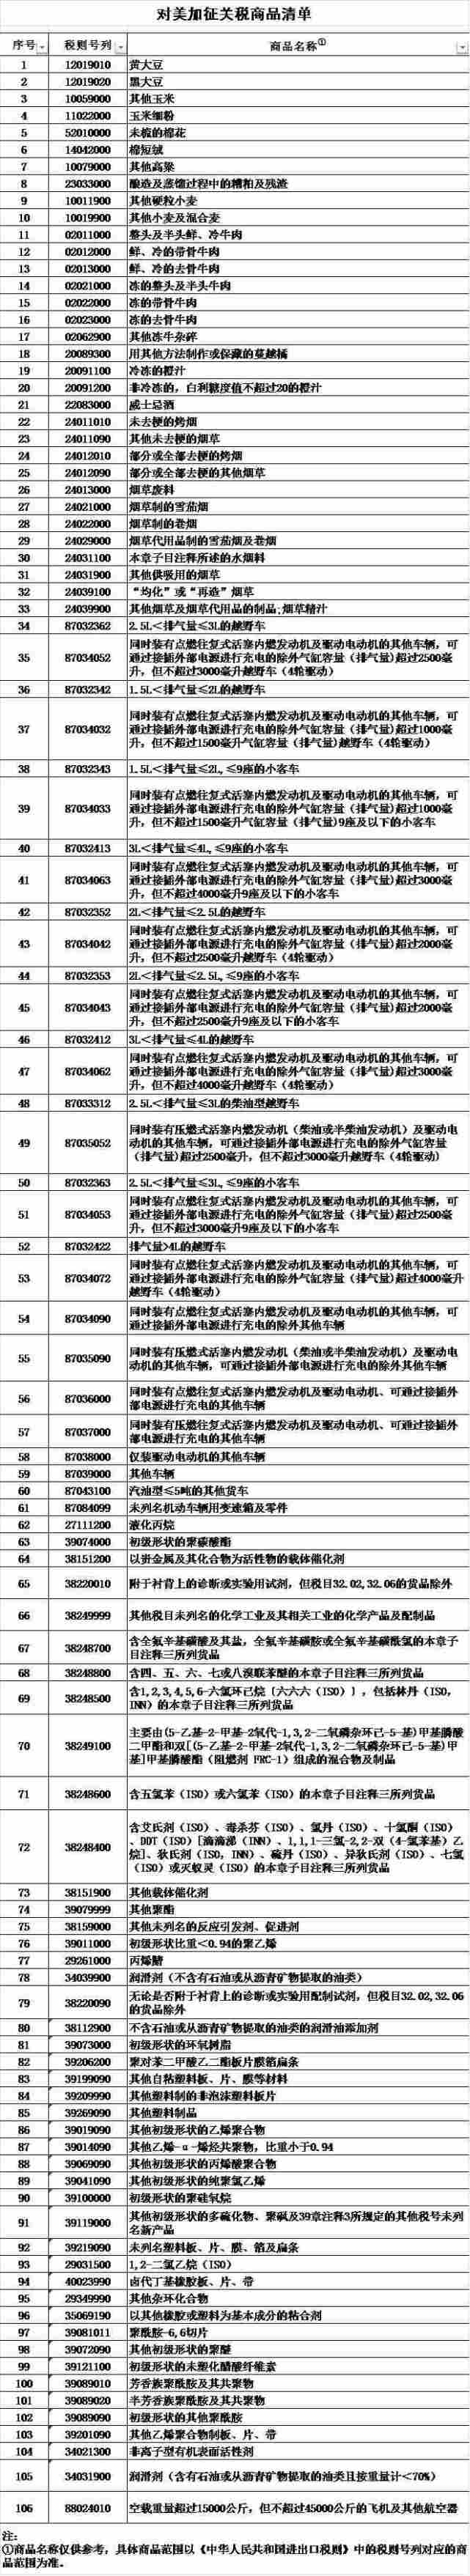 对美加征关税商品清单
序号 税则号列 商品名称①
1 12019010 黄大豆
2 12019020 黑大豆
3 10059000 其他玉米
4 11022000 玉米细粉
5 52010000 未梳的棉花
6 14042000 棉短绒
7 10079000 其他高粱
8 23033000 酿造及蒸馏过程中的糟粕及残渣
9 10011900 其他硬粒小麦
10 10019900 其他小麦及混合麦
11 02011000 整头及半头鲜、冷牛肉
12 02012000 鲜、冷的带骨牛肉
13 02013000 鲜、冷的去骨牛肉
14 02021000 冻的整头及半头牛肉
15 02022000 冻的带骨牛肉
16 02023000 冻的去骨牛肉
17 02062900 其他冻牛杂碎
18 20089300 用其他方法制作或保藏的蔓越橘
19 20091100 冷冻的橙汁
20 20091200 非冷冻的，白利糖度值不超过20的橙汁
21 22083000 威士忌酒
22 24011010 未去梗的烤烟
23 24011090 其他未去梗的烟草
24 24012010 部分或全部去梗的烤烟
25 24012090 部分或全部去梗的其他烟草
26 24013000 烟草废料
27 24021000 烟草制的雪茄烟
28 24022000 烟草制的卷烟
29 24029000 烟草代用品制的雪茄烟及卷烟
30 24031100 本章子目注释所述的水烟料
31 24031900 其他供吸用的烟草
32 24039100 “均化”或“再造”烟草
33 24039900 其他烟草及烟草代用品的制品;烟草精汁
34 87032362 2.5L＜排气量≤3L的越野车
35 87034052 同时装有点燃往复式活塞内燃发动机及驱动电动机的其他车辆，可
通过接插外部电源进行充电的除外气缸容量（排气量）超过2500毫
升，但不超过3000毫升越野车（4轮驱动）
36 87032342 1.5L＜排气量≤2L的越野车
37 87034032 同时装有点燃往复式活塞内燃发动机及驱动电动机的其他车辆，可
通过接插外部电源进行充电的除外气缸容量（排气量）超过1000毫
升，但不超过1500毫升气缸容量（排气量)越野车（4轮驱动）
38 87032343 1.5L＜排气量≤2L,≤9座的小客车
39 87034033 同时装有点燃往复式活塞内燃发动机及驱动电动机的其他车辆，可
通过接插外部电源进行充电的除外气缸容量（排气量）超过1000毫
升，但不超过1500毫升气缸容量（排气量)9座及以下的小客车
40 87032413 3L＜排气量≤4L,≤9座的小客车
41 87034063 同时装有点燃往复式活塞内燃发动机及驱动电动机的其他车辆，可
通过接插外部电源进行充电的除外气缸容量（排气量)超过3000毫
升，但不超过4000毫升9座及以下的小客车
42 87032352 2L＜排气量≤2.5L的越野车
43 87034042 同时装有点燃往复式活塞内燃发动机及驱动电动机的其他车辆，可
通过接插外部电源进行充电的除外气缸容量（排气量)超过2000毫
升，但不超过2500毫升越野车（4轮驱动）
44 87032353 2L＜排气量≤2.5L,≤9座的小客车
45 87034043 同时装有点燃往复式活塞内燃发动机及驱动电动机的其他车辆，可
通过接插外部电源进行充电的除外气缸容量（排气量)超过2000毫
升，但不超过2500毫升9座及以下的小客车
46 87032412 3L＜排气量≤4L的越野车
47 87034062 同时装有点燃往复式活塞内燃发动机及驱动电动机的其他车辆，可
通过接插外部电源进行充电的除外气缸容量（排气量)超过3000毫
升，但不超过4000毫升越野车（4轮驱动）
48 87033312 2.5L＜排气量≤3L的柴油型越野车
49 87035052 同时装有压燃式活塞内燃发动机（柴油或半柴油发动机）及驱动电
动机的其他车辆，可通过接插外部电源进行充电的除外气缸容量
（排气量)超过2500毫升，但不超过3000毫升越野车（4轮驱动)
50 87032363 2.5L＜排气量≤3L,≤9座的小客车
51 87034053 同时装有点燃往复式活塞内燃发动机及驱动电动机的其他车辆，可
通过接插外部电源进行充电的除外气缸容量（排气量)超过2500毫
升，但不超过3000毫升9座及以下的小客车
52 87032422 排气量>4L的越野车
53 87034072 同时装有点燃往复式活塞内燃发动机及驱动电动机的其他车辆，可
通过接插外部电源进行充电的除外气缸容量（排气量)超过4000毫升
越野车（4轮驱动）
54 87034090 同时装有点燃往复式活塞内燃发动机及驱动电动机的其他车辆，可
通过接插外部电源进行充电的除外其他车辆
55 87035090 同时装有压燃式活塞内燃发动机（柴油或半柴油发动机）及驱动电
动机的其他车辆，可通过接插外部电源进行充电的除外其他车辆
56 87036000 同时装有点燃往复式活塞内燃发动机及驱动电动机、可通过接插外
部电源进行充电的其他车辆
57 87037000 同时装有压燃往复式活塞内燃发动机及驱动电动机、可通过接插外
部电源进行充电的其他车辆
58 87038000 仅装驱动电动机的其他车辆
59 87039000 其他车辆
60 87043100 汽油型≤5吨的其他货车
61 87084099 未列名机动车辆用变速箱及零件
62 27111200 液化丙烷
63 39074000 初级形状的聚碳酸酯
64 38151200 以贵金属及其化合物为活性物的载体催化剂
65 38220010 附于衬背上的诊断或实验用试剂，但税目32.02,32.06的货品除外
66 38249999 其他税目未列名的化学工业及其相关工业的化学产品及配制品
67 38248700 含全氟辛基磺酸及其盐，全氟辛基磺胺或全氟辛基磺酰氯的本章子
目注释三所列货品
68 38248800 含四、五、六、七或八溴联苯醚的本章子目注释三所列货品
69 38248500 含1,2,3,4,5,6-六氯环己烷［六六六（ISO）］，包括林丹（ISO,
INN）的本章子目注释三所列货品
70 38249100 主要由(5-乙基-2-甲基-2氧代-1,3,2-二氧磷杂环己-5-基)甲基膦酸
二甲酯和双[(5-乙基-2-甲基-2氧代-1,3,2-二氧磷杂环己-5-基)甲
基]甲基膦酸酯（阻燃剂 FRC-1）组成的混合物及制品
71 38248600 含五氯苯（ISO）或六氯苯（ISO）的本章子目注释三所列货品
72 38248400 含艾氏剂（ISO）、毒杀芬（ISO）、氯丹（ISO）、十氯酮（ISO）
、DDT（ISO）[滴滴涕（INN）、1,1,1-三氯-2,2-双（4-氯苯基）乙
烷]、狄氏剂（ISO，INN）、硫丹（ISO）、异狄氏剂（ISO）、七氯
（ISO）或灭蚁灵（ISO）的本章子目注释三所列货品
73 38151900 其他载体催化剂
74 39079999 其他聚酯
75 38159000 其他未列名的反应引发剂、促进剂
76 39011000 初级形状比重＜0.94的聚乙烯
77 29261000 丙烯腈
78 34039900 润滑剂（不含有石油或从沥青矿物提取的油类）
79 38220090 无论是否附于衬背上的诊断或实验用配制试剂，但税目32.02,32.06
的货品除外
80 38112900 不含石油或从沥青矿物提取的油类的润滑油添加剂
81 39073000 初级形状的环氧树脂
82 39206200 聚对苯二甲酸乙二酯板片膜箔扁条
83 39199090 其他自粘塑料板、片、膜等材料
84 39209990 其他塑料制的非泡沫塑料板片
85 39269090 其他塑料制品
86 39019090 其他初级形状的乙烯聚合物
87 39014090 其他乙烯-α-烯烃共聚物，比重小于0.94
88 39069090 其他初级形状的丙烯酸聚合物
89 39041090 其他初级形状的纯聚氯乙烯
90 39100000 初级形状的聚硅氧烷
91 39119000 其他初级形状的多硫化物、聚砜及39章注释3所规定的其他税号未列
名新产品
92 39219090 未列名塑料板、片、膜、箔及扁条
93 29031500 1,2-二氯乙烷（ISO）
94 40023990 卤代丁基橡胶板、片、带
95 29349990 其他杂环化合物
96 35069190 以其他橡胶或塑料为基本成分的粘合剂
97 39081011 聚酰胺-6,6切片
98 39072090 其他初级形状的聚醚
99 39121100 初级形状的未塑化醋酸纤维素
100 39089010 芳香族聚酰胺及其共聚物
101 39089020 半芳香族聚酰胺及其共聚物
102 39089090 初级形状的其他聚酰胺
103 39201090 其他乙烯聚合物制板、片、带
104 34021300 非离子型有机表面活性剂
105 34031900 润滑剂（含有石油或从沥青矿物提取的油类且按重量计＜70%）
106 88024010 空载重量超过15000公斤，但不超过45000公斤的飞机及其他航空器
注:
①商品名称仅供参考，具体商品范围以《中华人民共和国进出口税则》中的税则号列对应的商
品范围为准。